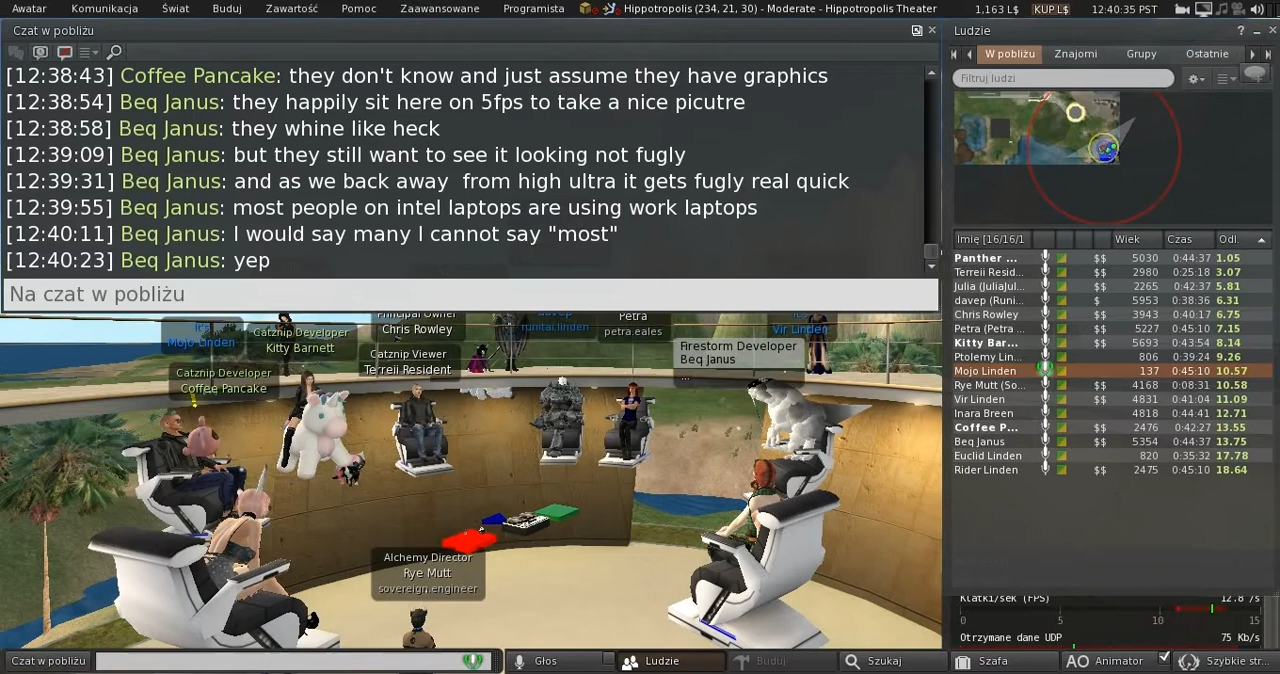 Awatar Komunikacja Świat Buduj Zawartość Pomoc Zaawansowane Programista Hippotropolis (234, 21, 30) - Moderate - Hippotropolis Theater 1,163 L$ KUP L$ 12:40:35 PST
Czat w pobliżu
[12:38:43] Coffee Pancake: they don't know and just assume they have graphics
[12:38:54] Beq Janus: they happily sit here on 5fps to take a nice picutre
[12:38:58] Beq Janus: they whine like heck
[12:39:09] Beq Janus: but they still want to see it looking not fugly
[12:39:31] Beq Janus: and as we back away  from high ultra it gets fugly real quick
[12:39:55] Beq Janus: most people on intel laptops are using work laptops
[12:40:11] Beq Janus: I would say many I cannot say "most"
[12:40:23] Beq Janus: yep
Na czat w pobliżu
Mojo Linden
Catznip Developer
Kitty Barnett
Principal Owner
Chris Rowley
Catznip Viewer
Terreii Resident
davep
runitai.linden
Petra
petra.eales
Vir Linden
Firestorm Developer
Beq Janus
...
Catznip Developer
Coffee Pancake
Alchemy Director
Rye Mutt
sovereign.engineer
Ludzie
? _ ×
W pobliżu Znajomi Grupy Ostatnie
Filtruj ludzi
Imię [16/16/1 Wiek Czas Odl.
Panther ... $$ 5030 0:44:37 1.05
Terreii Resid... $$ 2980 0:25:18 3.07
Julia (JuliaJul... $$ 2265 0:42:37 5.81
davep (Runi... $ 5953 0:38:36 6.31
Chris Rowley $$ 3943 0:40:17 6.75
Petra (Petra ... $$ 5227 0:45:10 7.15
Kitty Bar... $$ 5693 0:43:54 8.14
Ptolemy Lin... 806 0:39:24 9.26
Mojo Linden 137 0:45:10 10.57
Rye Mutt (So... $$ 4168 0:08:31 10.58
Vir Linden $$ 4831 0:41:04 11.09
Inara Breen 4818 0:44:41 12.71
Coffee P... $$ 2476 0:42:27 13.55
Beq Janus $$ 5354 0:44:37 13.75
Euclid Linden 820 0:35:32 17.78
Rider Linden $$ 2475 0:45:10 18.64
Klatki/sek (FPS) 12.8 /s
0 5 10 15
Otrzymane dane UDP 75 Kb/s
Czat w pobliżu Głos Ludzie Buduj Szukaj Szafa AO Animator Szybkie str...